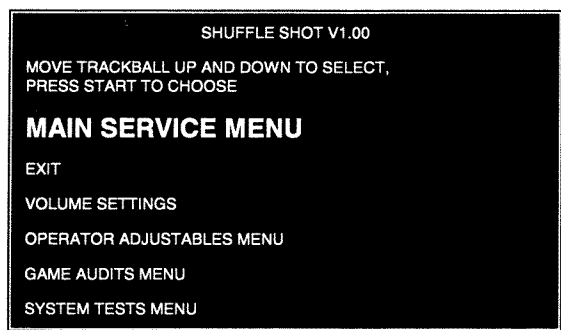 SHUFFLE SHOT V1.00
MOVE TRACKBALL UP AND DOWN TO SELECT,
PRESS START TO CHOOSE
MAIN SERVICE MENU
EXIT
VOLUME SETTINGS
OPERATOR ADJUSTABLES MENU
GAME AUDITS MENU
SYSTEM TESTS MENU